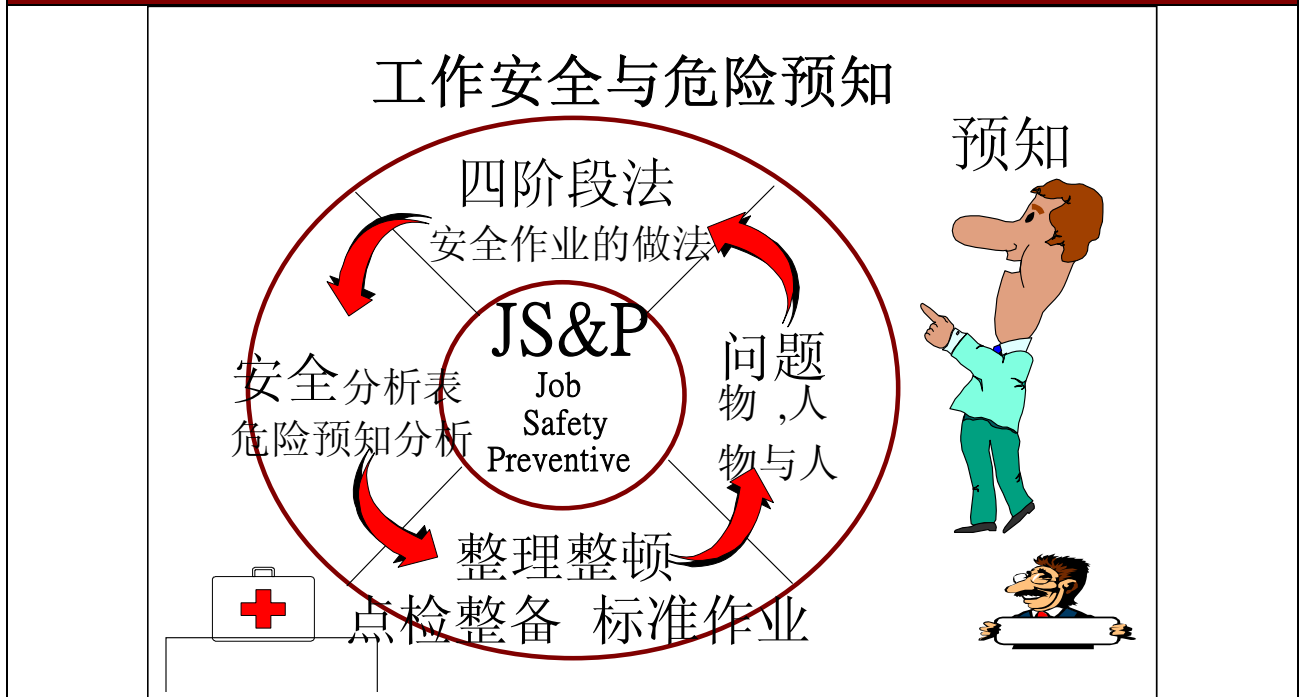 工作安全与危险预知
预知
四阶段法
安全作业的做法
JS&P
Job
Safety
Preventive
安全分析表
危险预知分析
问题
物 ,人
物与人
整理整顿
点检整备 标准作业